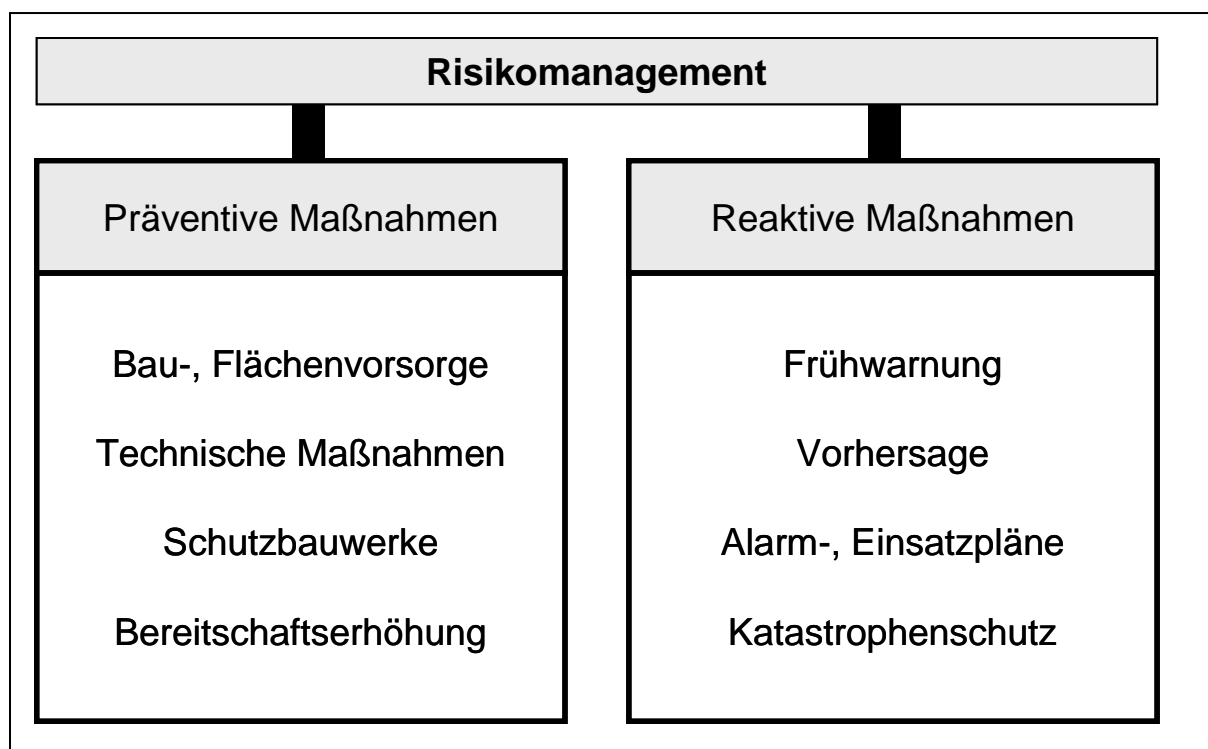 Risikomanagement
Präventive Maßnahmen
Bau-, Flächenvorsorge
Technische Maßnahmen
Schutzbauwerke
Bereitschaftserhöhung
Reaktive Maßnahmen
Frühwarnung
Vorhersage
Alarm-, Einsatzpläne
Katastrophenschutz